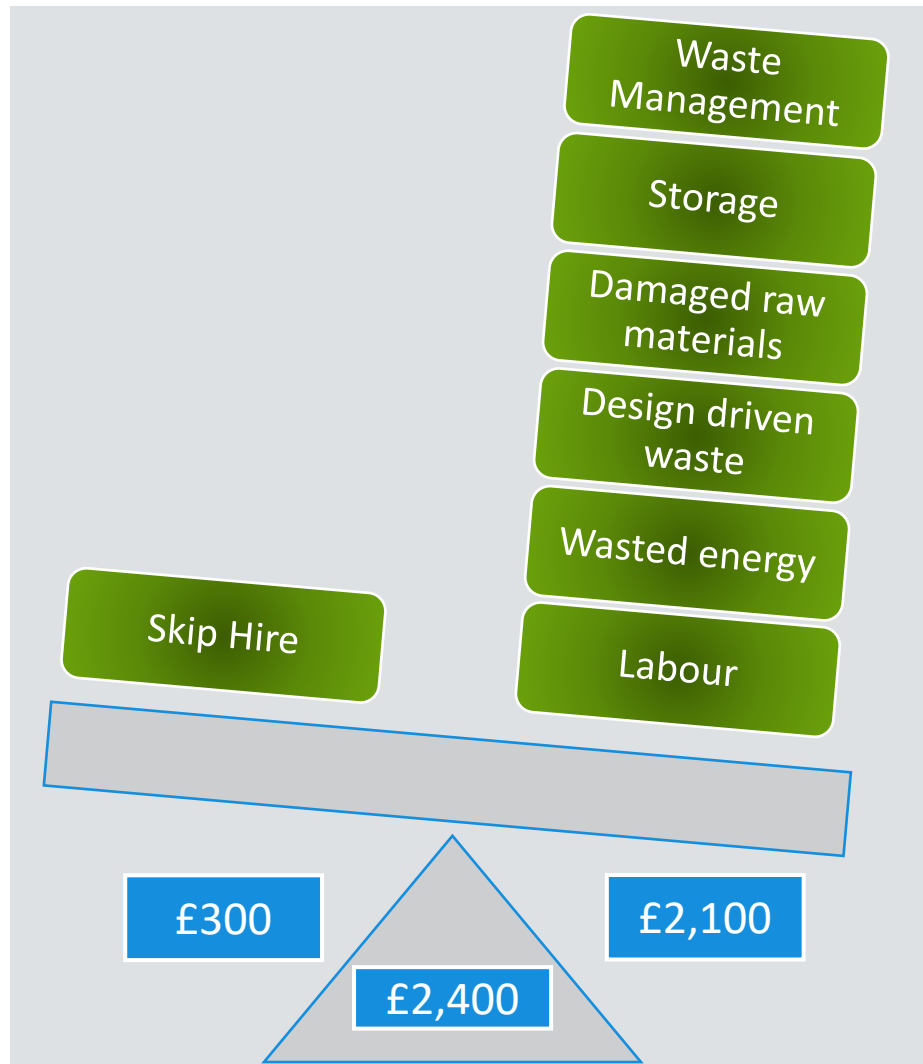 Waste
Management
Storage
Damaged raw
materials
Design driven
waste
Wasted energy
Skip Hire
Labour
£300
£2,100
£2,400